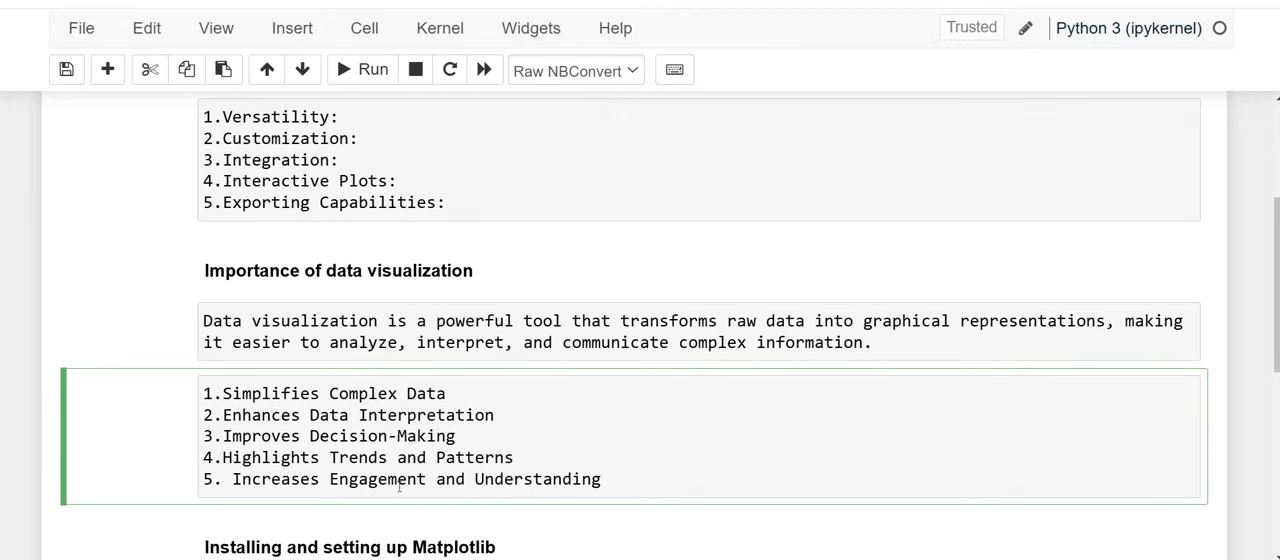 File Edit View Insert Cell Kernel Widgets Help Trusted Python 3 (ipykernel)
Run Raw NBConvert
1.Versatility:
2.Customization:
3.Integration:
4.Interactive Plots:
5.Exporting Capabilities:
Importance of data visualization
Data visualization is a powerful tool that transforms raw data into graphical representations, making
it easier to analyze, interpret, and communicate complex information.
1.Simplifies Complex Data
2.Enhances Data Interpretation
3.Improves Decision-Making
4.Highlights Trends and Patterns
5. Increases Engagement and Understanding
Installing and setting up Matplotlib